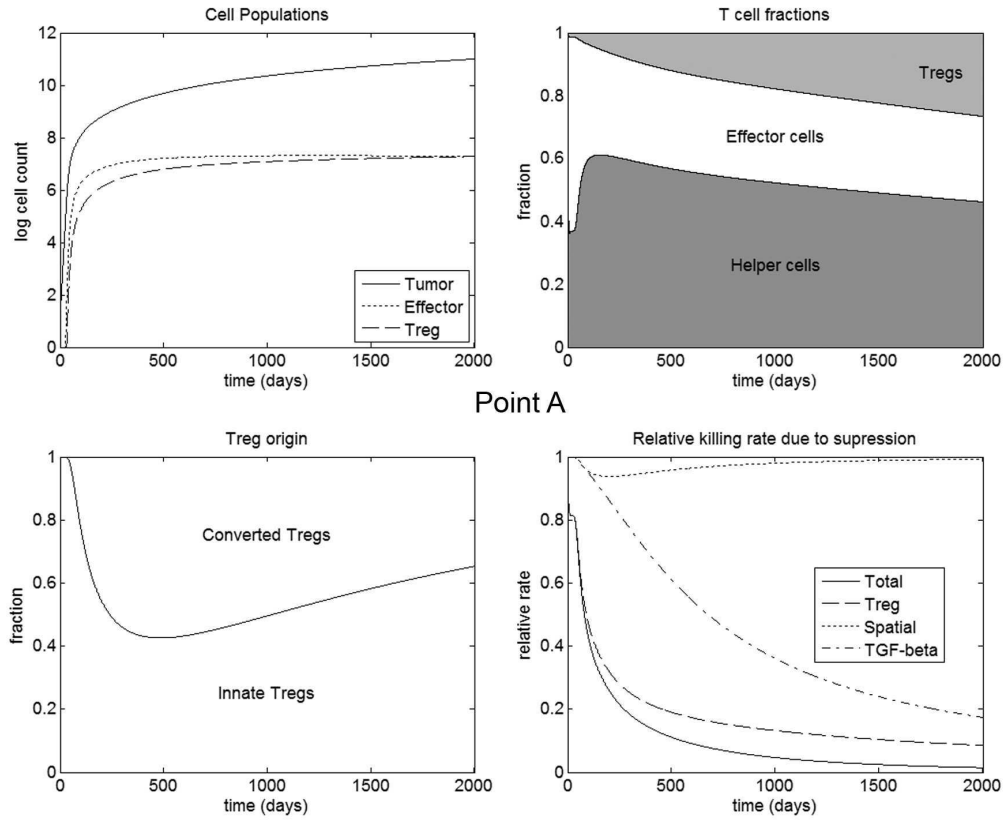 Cell Populations
12
10
8
6
4
2
0
log cell count
Tumor
Effector
Treg
0
500
1000
1500
2000
time (days)
T cell fractions
1
0.8
0.6
0.4
0.2
0
fraction
Tregs
Effector cells
Helper cells
0
500
1000
1500
2000
time (days)
Point A
Treg origin
1
0.8
0.6
0.4
0.2
0
fraction
Converted Tregs
Innate Tregs
0
500
1000
1500
2000
time (days)
Relative killing rate due to supression
1
0.8
0.6
0.4
0.2
0
relative rate
Total
Treg
Spatial
TGF-beta
0
500
1000
1500
2000
time (days)